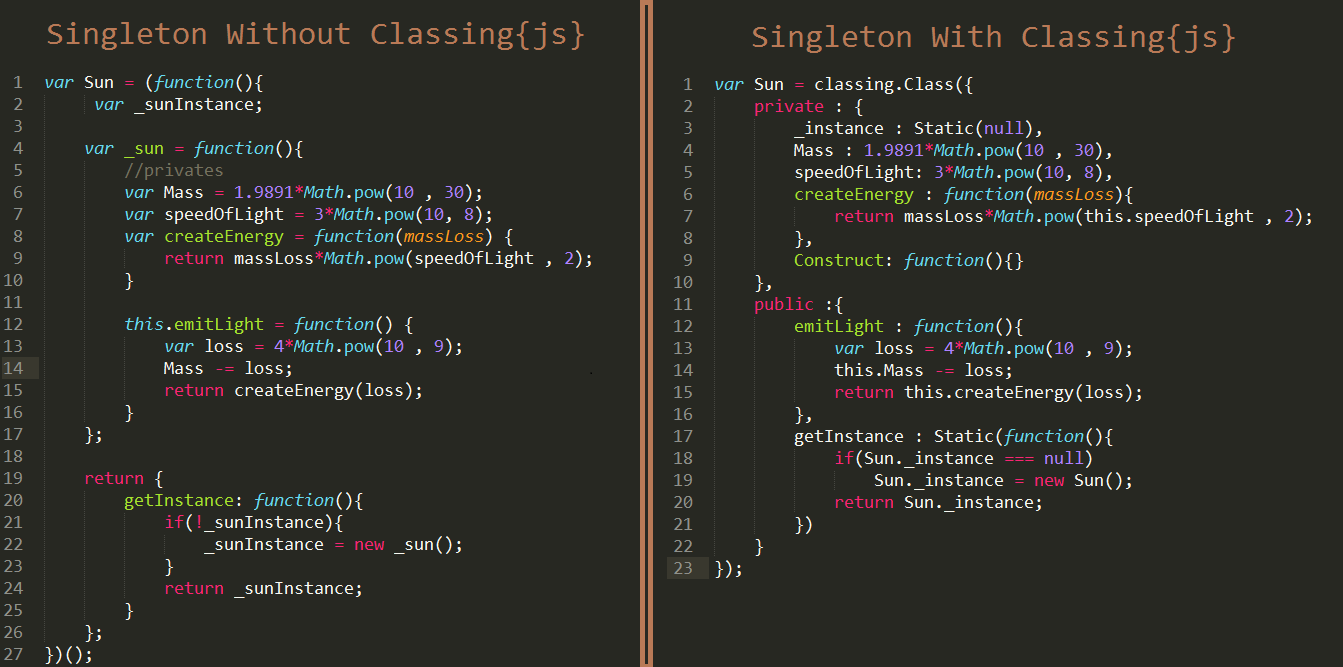 Singleton Without Classing{js}
1 var Sun = (function(){
2 var _sunInstance;
3
4 var _sun = function(){
5 //privates
6 var Mass = 1.9891*Math.pow(10 , 30);
7 var speedOfLight = 3*Math.pow(10, 8);
8 var createEnergy = function(massLoss) {
9 return massLoss*Math.pow(speedOfLight , 2);
10 }
11
12 this.emitLight = function() {
13 var loss = 4*Math.pow(10 , 9);
14 Mass -= loss;
15 return createEnergy(loss);
16 }
17 };
18
19 return {
20 getInstance: function(){
21 if(!_sunInstance){
22 _sunInstance = new _sun();
23 }
24 return _sunInstance;
25 }
26 };
27 })();
Singleton With Classing{js}
1 var Sun = classing.Class({
2 private : {
3 _instance : Static(null),
4 Mass : 1.9891*Math.pow(10 , 30),
5 speedOfLight: 3*Math.pow(10, 8),
6 createEnergy : function(massLoss){
7 return massLoss*Math.pow(this.speedOfLight , 2);
8 },
9 Construct: function(){}
10 },
11 public :{
12 emitLight : function(){
13 var loss = 4*Math.pow(10 , 9);
14 this.Mass -= loss;
15 return this.createEnergy(loss);
16 },
17 getInstance : Static(function(){
18 if(Sun._instance === null)
19 Sun._instance = new Sun();
20 return Sun._instance;
21 })
22 }
23 });